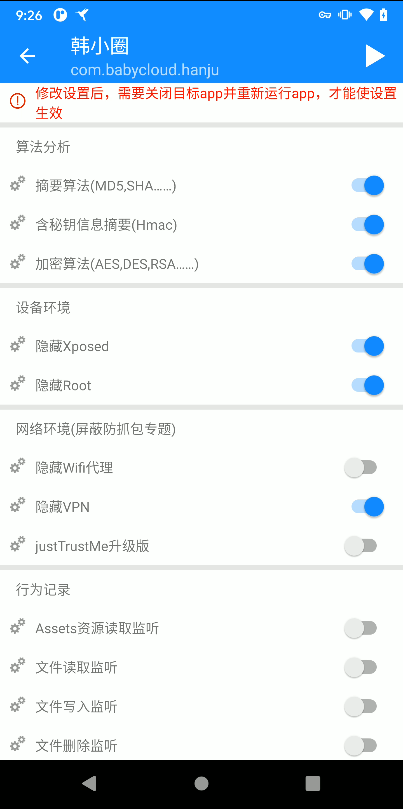 9:26
韩小圈
com.babycloud.hanju
修改设置后，需要关闭目标app并重新运行app，才能使设置
生效
算法分析
摘要算法(MD5,SHA……)
含秘钥信息摘要(Hmac)
加密算法(AES,DES,RSA……)
设备环境
隐藏Xposed
隐藏Root
网络环境(屏蔽防抓包专题)
隐藏Wifi代理
隐藏VPN
justTrustMe升级版
行为记录
Assets资源读取监听
文件读取监听
文件写入监听
文件删除监听